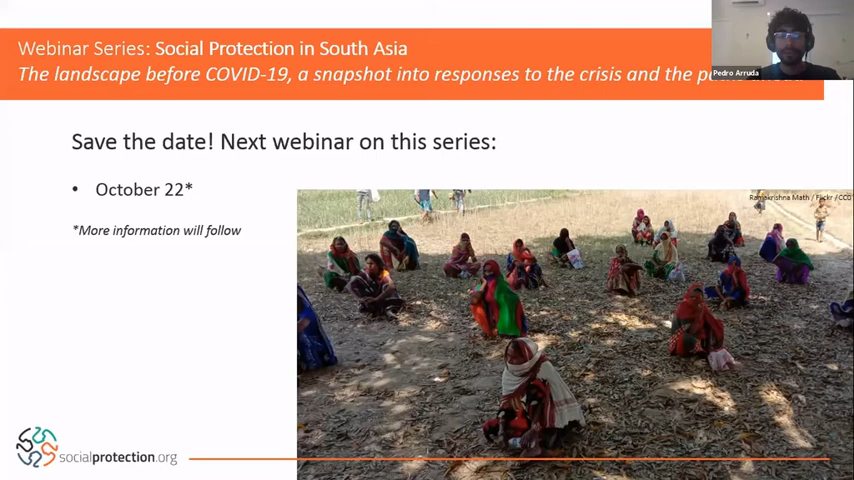 Webinar Series: Social Protection in South Asia
The landscape before COVID-19, a snapshot into responses to the crisis and the
Pedro Arruda
Save the date! Next webinar on this series:
• October 22*
*More information will follow
Ramakrishna Math / Flickr / CC0
socialprotection.org